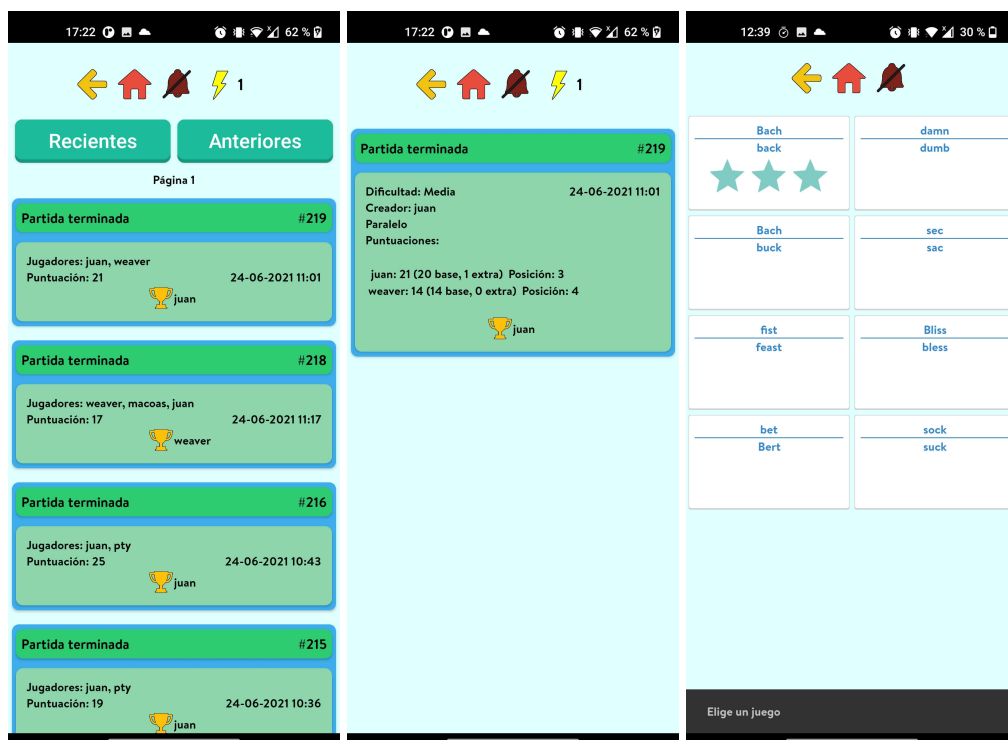 17:22 62 %
1
Recientes Anteriores
Página 1
Partida terminada #219
Jugadores: juan, weaver
Puntuación: 21 24-06-2021 11:01
juan
Partida terminada #218
Jugadores: weaver, macoas, juan
Puntuación: 17 24-06-2021 11:17
weaver
Partida terminada #216
Jugadores: juan, pty
Puntuación: 25 24-06-2021 10:43
juan
Partida terminada #215
Jugadores: juan, pty
Puntuación: 19 24-06-2021 10:36
juan
17:22 62 %
1
Partida terminada #219
Dificultad: Media 24-06-2021 11:01
Creador: juan
Paralelo
Puntuaciones:
juan: 21 (20 base, 1 extra) Posición: 3
weaver: 14 (14 base, 0 extra) Posición: 4
juan
12:39 30 %
Bach damn
back dumb
Bach sec
buck sac
fist Bliss
feast bless
bet sock
Bert suck
Elige un juego